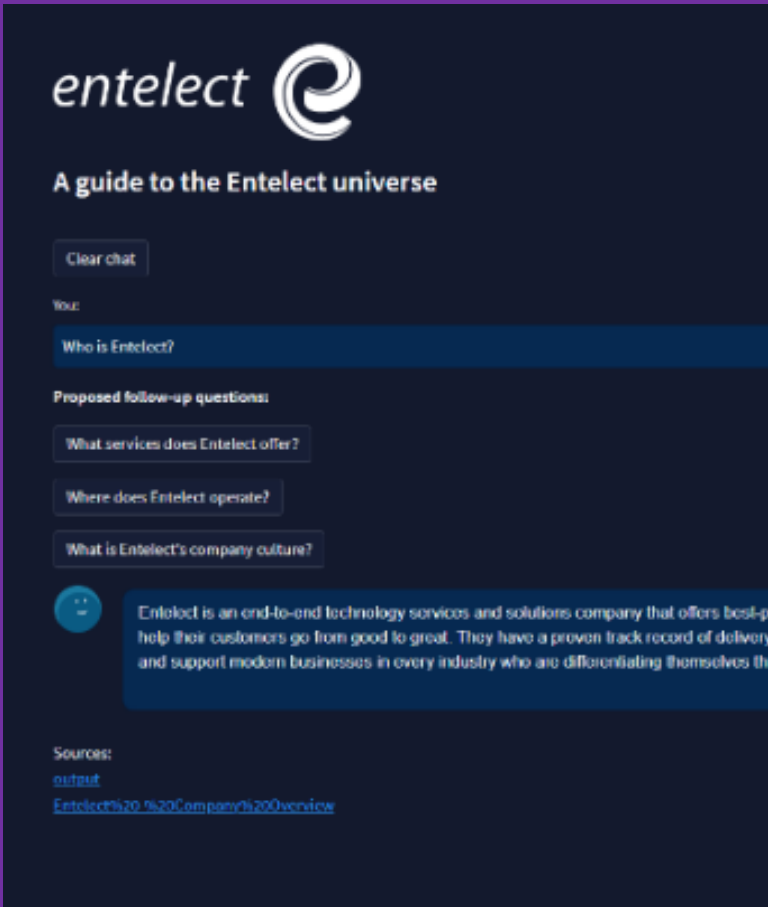 entelect
A guide to the Entelect universe
Clear chat
You:
Who is Entelect?
Proposed follow-up questions:
What services does Entelect offer?
Where does Entelect operate?
What is Entelect's company culture?
Entelect is an end-to-end technology services and solutions company that offers best-p
help their customers go from good to great. They have a proven track record of delivery
and support modern businesses in every industry who are differentiating themselves th
Sources:
output
Entelect%20-%20Company%20Overview